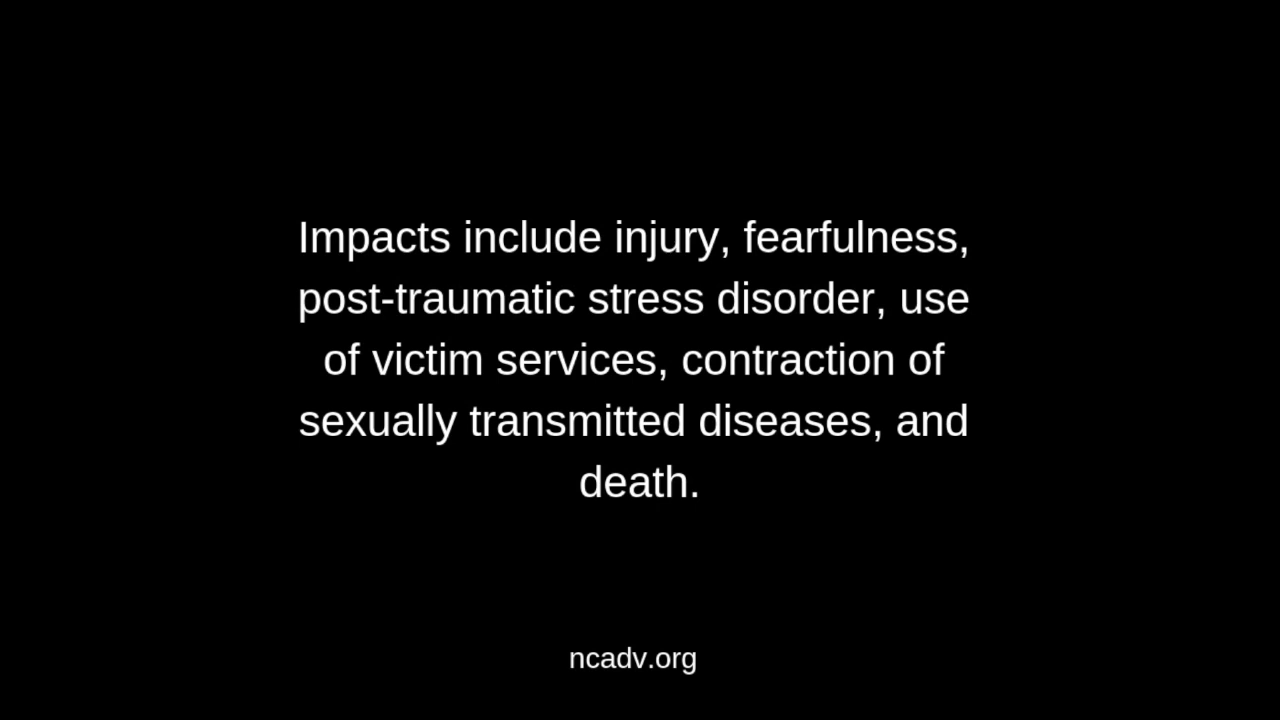 Impacts include injury, fearfulness,
post-traumatic stress disorder, use
of victim services, contraction of
sexually transmitted diseases, and
death.
ncadv.org